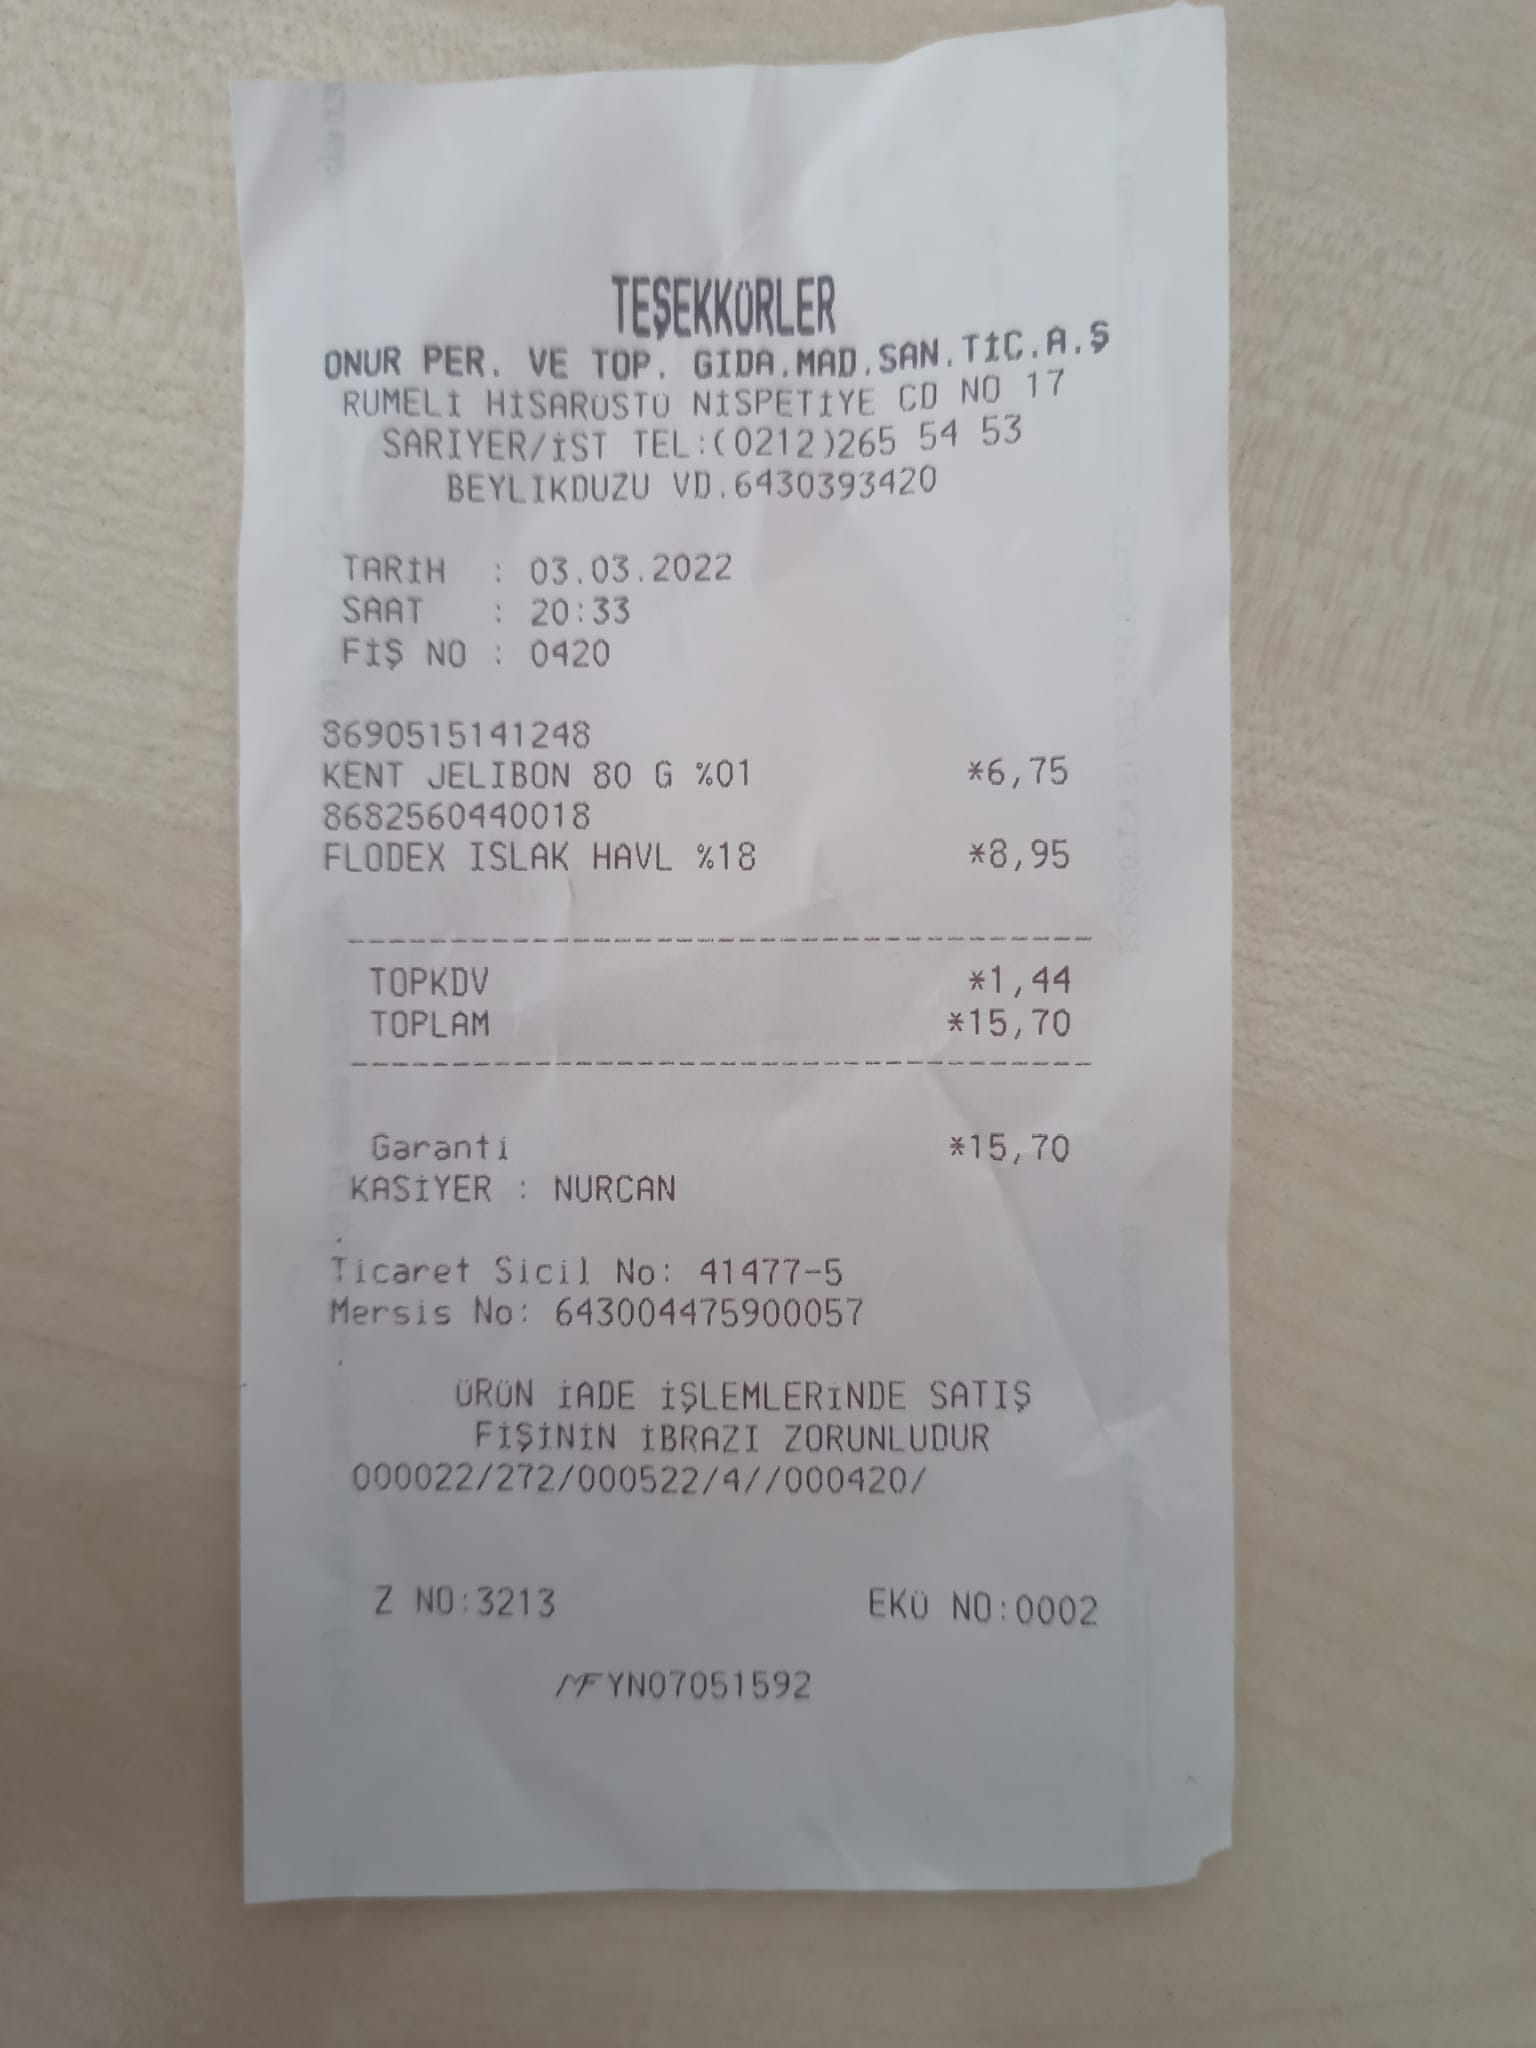 TEŞEKKÜRLER
ONUR PER. VE TOP. GIDA.MAD.SAN.TİC.A.Ş
RUMELİ HİSARÜSTÜ NİSPETİYE CD NO 17
SARIYER/İST TEL:(0212)265 54 53
BEYLIKDUZU VD.6430393420
TARİH : 03.03.2022
SAAT : 20:33
FİŞ NO : 0420
8690515141248
KENT JELIBON 80 G %01 *6,75
8682560440018
FLODEX ISLAK HAVL %18 *8,95
TOPKDV *1,44
TOPLAM *15,70
Garanti *15,70
KASİYER : NURCAN
Ticaret Sicil No: 41477-5
Mersis No: 643004475900057
ÜRÜN İADE İŞLEMLERİNDE SATIŞ
FİŞİNİN İBRAZI ZORUNLUDUR
000022/272/000522/4//000420/
Z NO:3213 EKÜ NO:0002
MF YN07051592